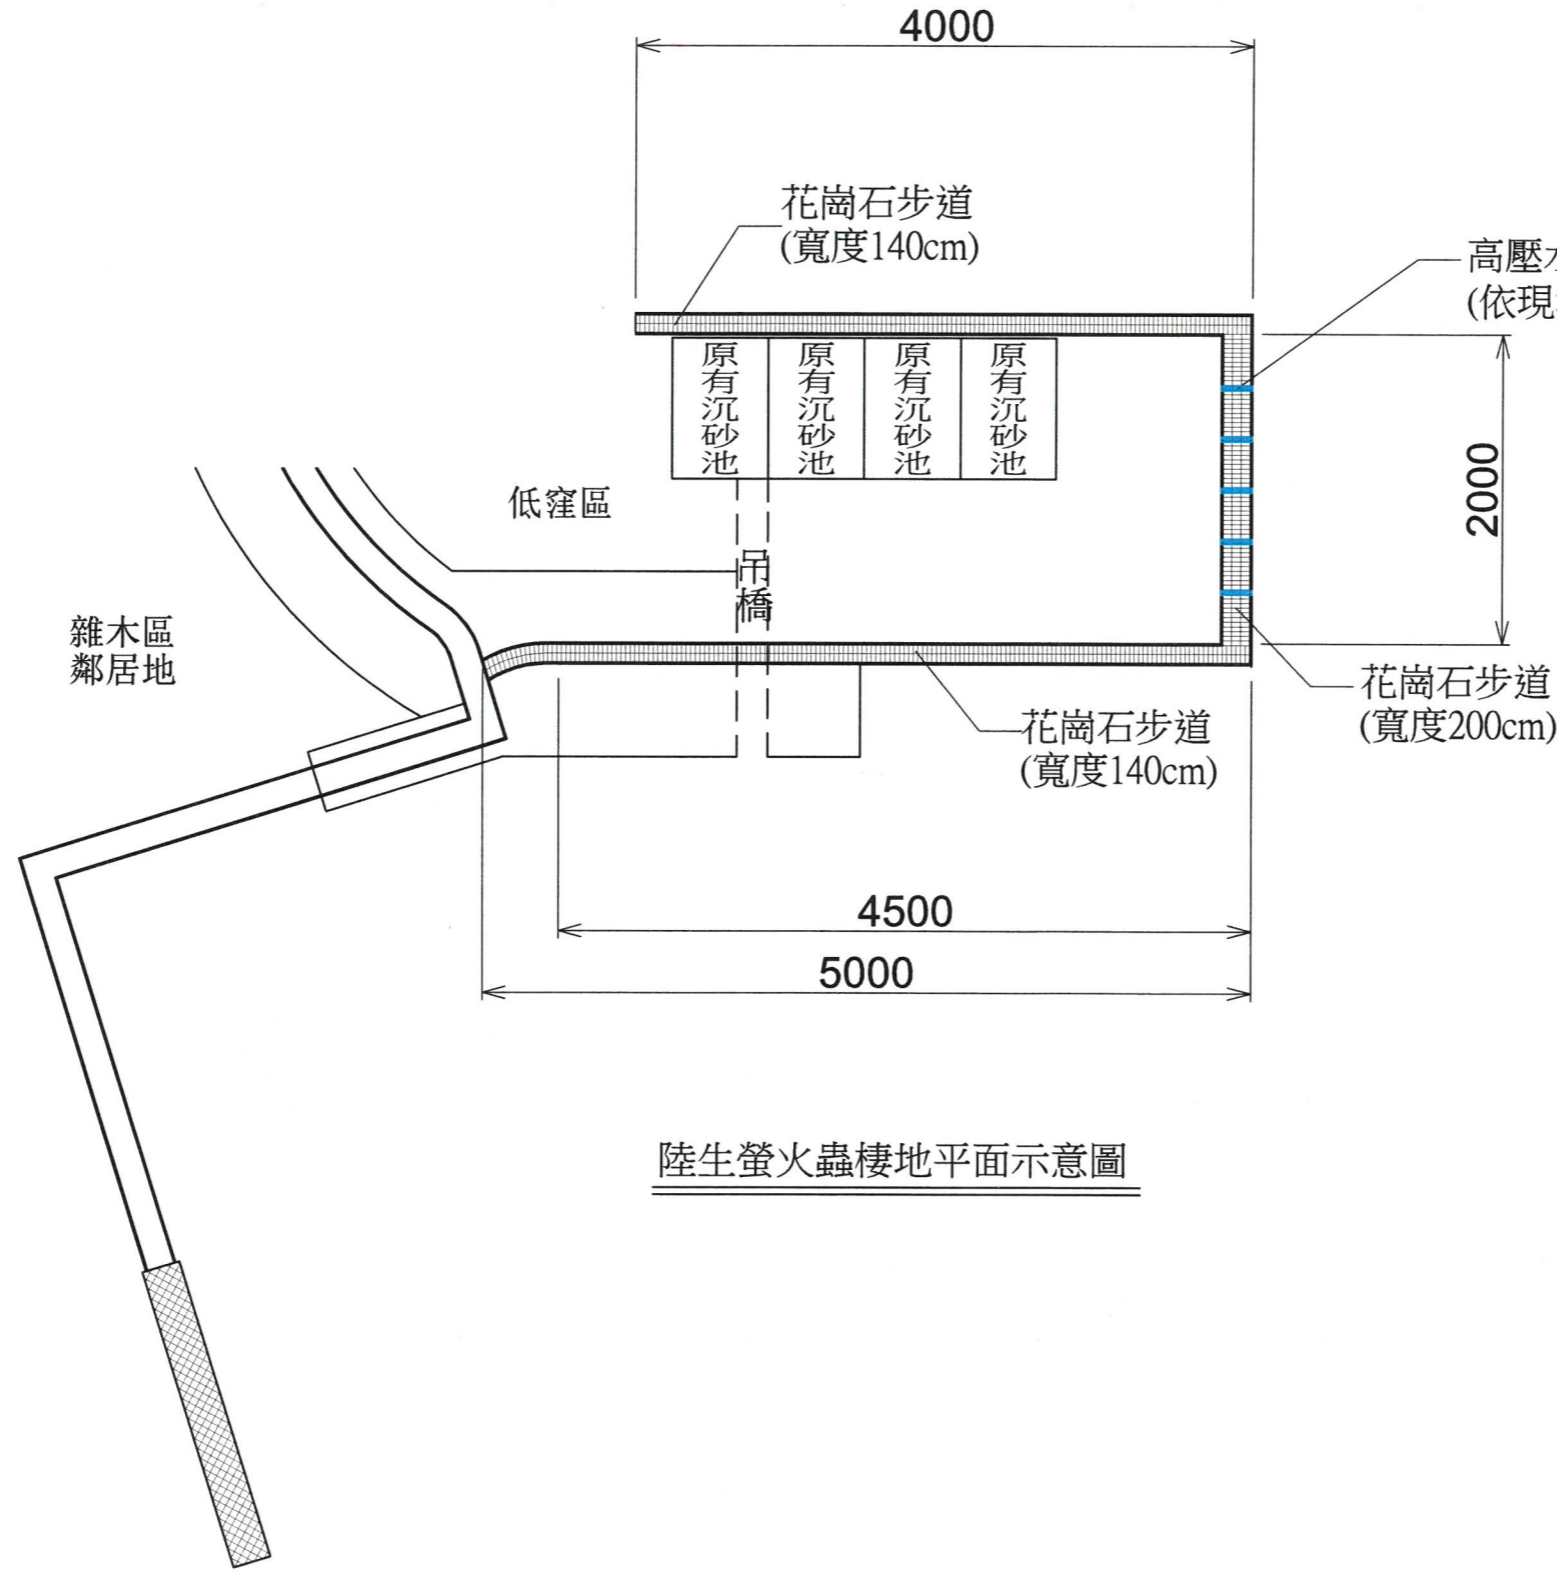 4000
花崗石步道
(寬度140cm)
高壓
(依現
原有沉砂池
原有沉砂池
原有沉砂池
原有沉砂池
2000
低窪區
吊橋
雜木區
鄰居地
花崗石步道
(寬度200cm)
花崗石步道
(寬度140cm)
4500
5000
陸生螢火蟲棲地平面示意圖